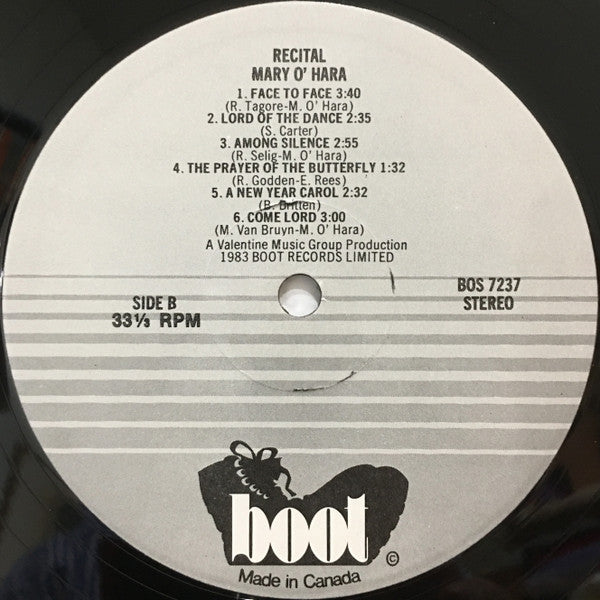 RECITAL
MARY O' HARA
1. FACE TO FACE 3:40
(R. Tagore-M. O' Hara)
2. LORD OF THE DANCE 2:35
(S. Carter)
3. AMONG SILENCE 2:55
(R. Selig-M. O' Hara)
4. THE PRAYER OF THE BUTTERFLY 1:32
(R. Godden-E. Rees)
5. A NEW YEAR CAROL 2:32
(B. Britten)
6. COME LORD 3:00
(M. Van Bruyn-M. O' Hara)
A Valentine Music Group Production
1983 BOOT RECORDS LIMITED
SIDE B
33⅓ RPM
BOS 7237
STEREO
boot ©
Made in Canada